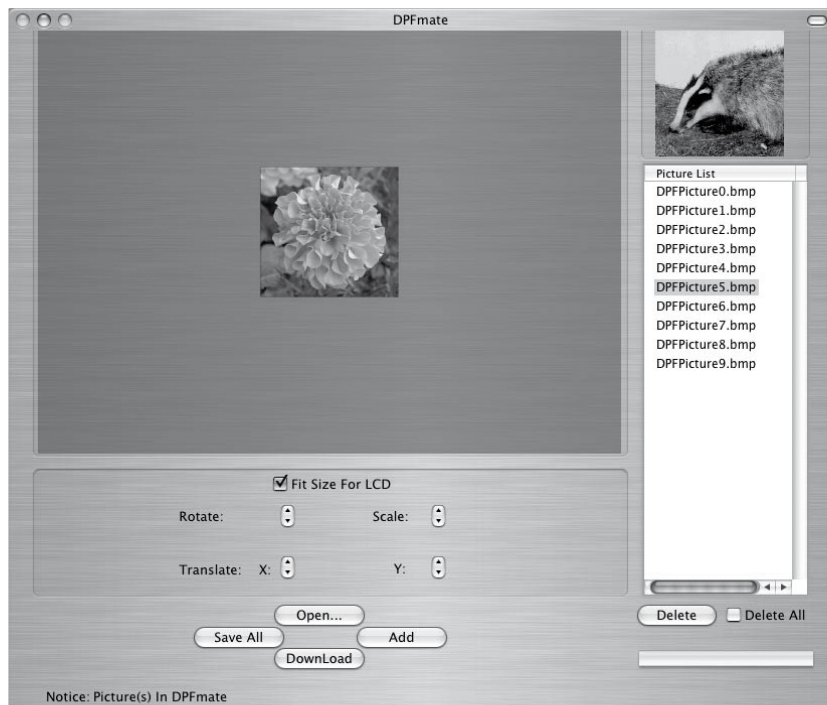 DPFmate
Picture List
DPFPicture0.bmp
DPFPicture1.bmp
DPFPicture2.bmp
DPFPicture3.bmp
DPFPicture4.bmp
DPFPicture5.bmp
DPFPicture6.bmp
DPFPicture7.bmp
DPFPicture8.bmp
DPFPicture9.bmp
Fit Size For LCD
Rotate: Scale:
Translate: X: Y:
Open...
Save All Add
DownLoad
Delete Delete All
Notice: Picture(s) In DPFmate